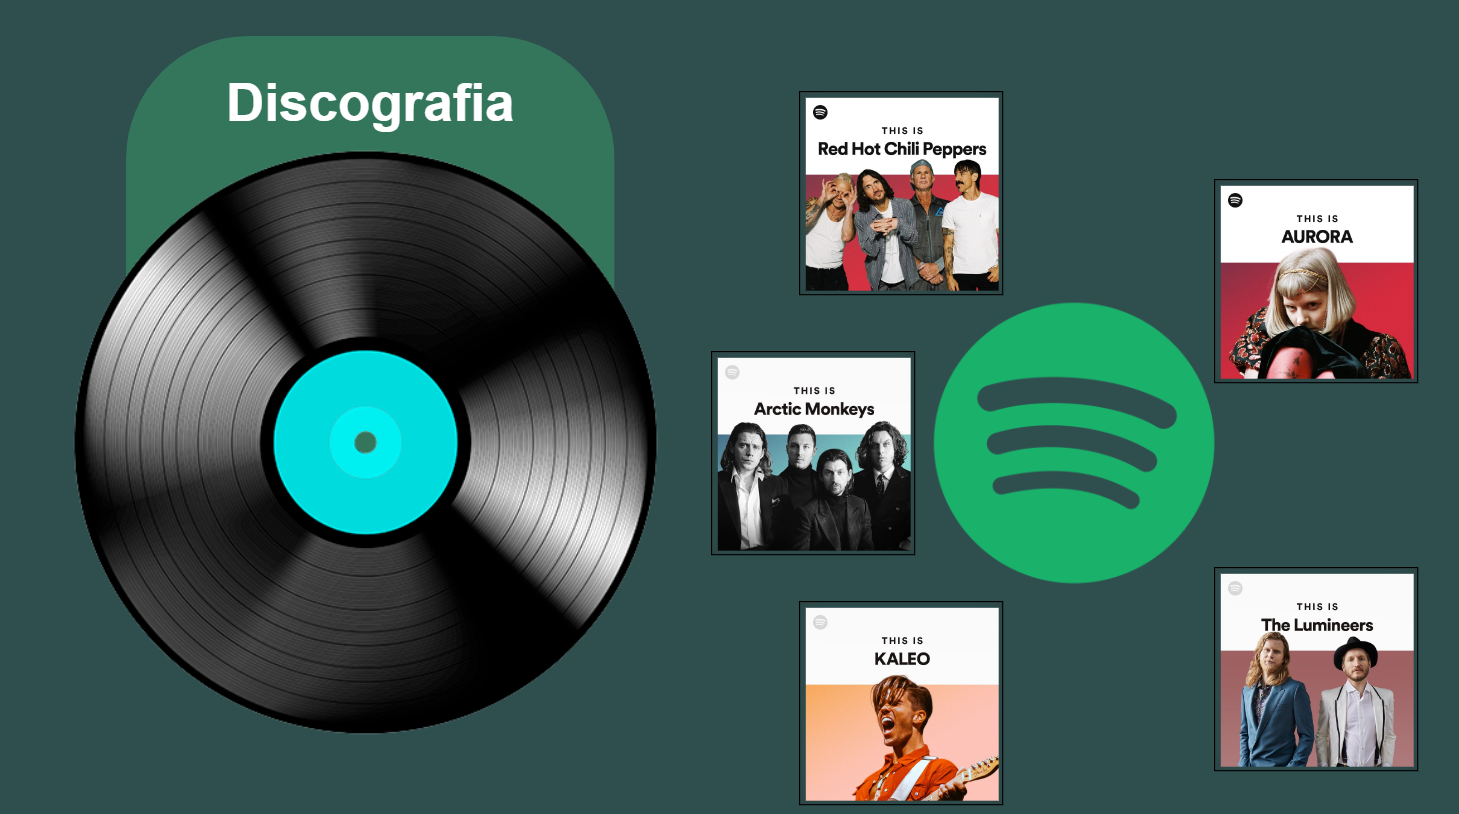 Discografia
THIS IS
Red Hot Chili Peppers
THIS IS
AURORA
THIS IS
Arctic Monkeys
THIS IS
KALEO
THIS IS
The Lumineers